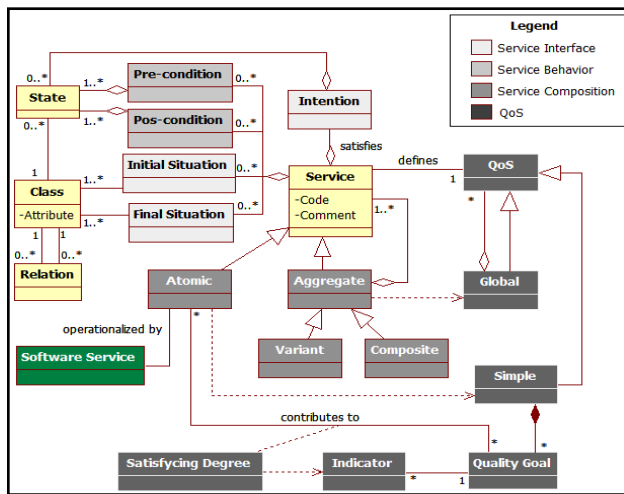 Legend
Service Interface
Service Behavior
Service Composition
QoS
0..*
1..*
Pre-condition
0..*
State
Intention
1..*
Pos-condition
0..*
0..*
satisfies
1
1..*
Initial Situation
0..*
Service
-Code
-Comment
defines
1
QoS
Class
-Attribute
1..*
Final Situation
0..*
1..*
*
1
1
0..*
0..*
Relation
Atomic
Aggregate
Global
*
operationalized by
Software Service
Variant
Composite
Simple
contributes to
*
*
Satisfycing Degree
Indicator
*
1
Quality Goal